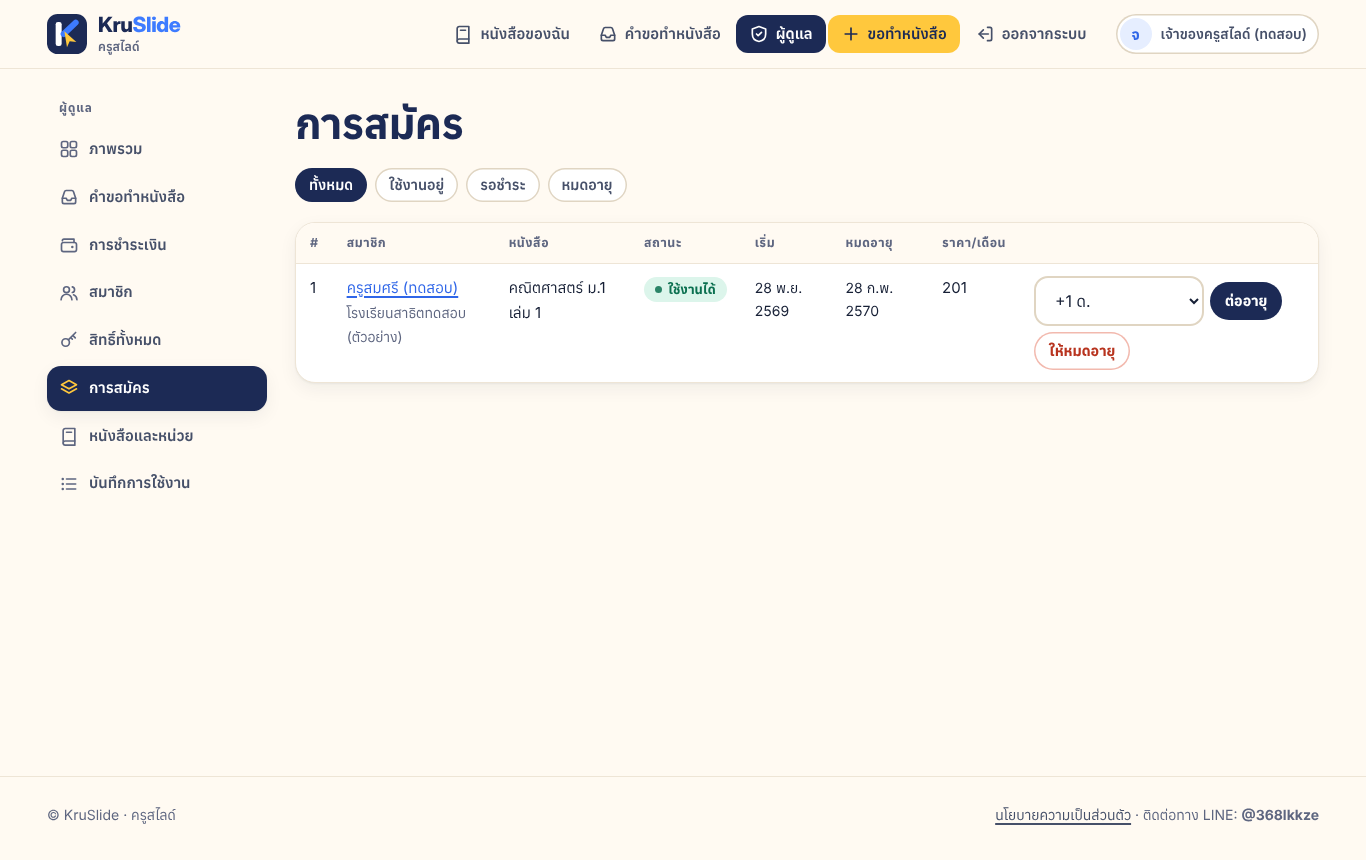 KruSlide
ครูสไลด์
หนังสือของฉัน
คำขอทำหนังสือ
ผู้ดูแล
ขอทำหนังสือ
ออกจากระบบ
จ
เจ้าของครูสไลด์ (ทดสอบ)
ผู้ดูแล
ภาพรวม
คำขอทำหนังสือ
การชำระเงิน
สมาชิก
สิทธิ์ทั้งหมด
การสมัคร
หนังสือและหน่วย
บันทึกการใช้งาน
การสมัคร
ทั้งหมด ใช้งานอยู่ รอชำระ หมดอายุ
# สมาชิก หนังสือ สถานะ เริ่ม หมดอายุ ราคา/เดือน
1 ครูสมศรี (ทดสอบ) คณิตศาสตร์ ม.1 ใช้งานได้ 28 พ.ย. 28 ก.พ. 201 +1 ด. ต่ออายุ
โรงเรียนสาธิตทดสอบ เล่ม 1 2569 2570
(ตัวอย่าง) ให้หมดอายุ
© KruSlide · ครูสไลด์
นโยบายความเป็นส่วนตัว · ติดต่อทาง LINE: @368lkkze